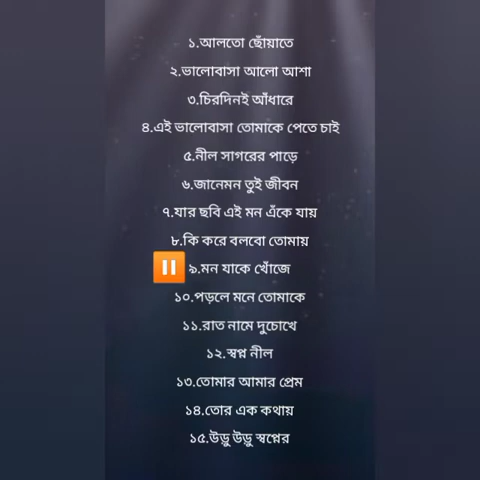 ১.আলতো ছোঁয়াতে
২.ভালোবাসা আলো আশা
৩.চিরদিনই আঁধারে
৪.এই ভালোবাসা তোমাকে পেতে চাই
৫.নীল সাগরের পাড়ে
৬.জানেমন তুই জীবন
৭.যার ছবি এই মন এঁকে যায়
৮.কি করে বলবো তোমায়
৯.মন যাকে খোঁজে
১০.পড়লে মনে তোমাকে
১১.রাত নামে দুচোখে
১২.স্বপ্ন নীল
১৩.তোমার আমার প্রেম
১৪.তোর এক কথায়
১৫.উড়ু উড়ু স্বপ্নের